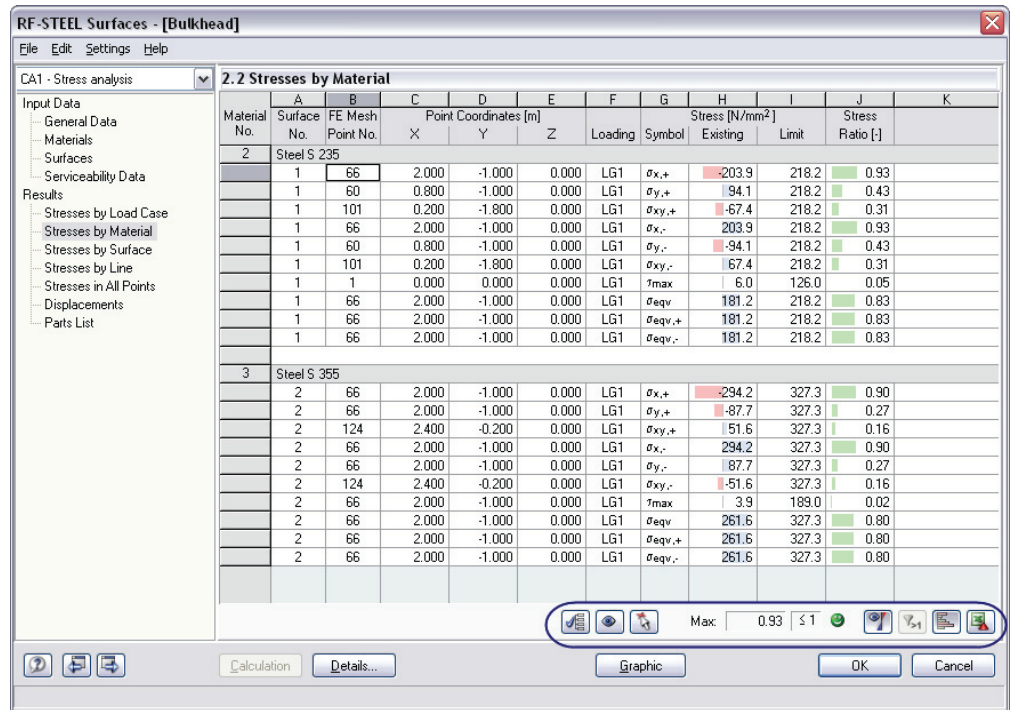 RF-STEEL Surfaces - [Bulkhead]
File Edit Settings Help
CA1 - Stress analysis
Input Data
General Data
Materials
Surfaces
Serviceability Data
Results
Stresses by Load Case
Stresses by Material
Stresses by Surface
Stresses by Line
Stresses in All Points
Displacements
Parts List
2.2 Stresses by Material
A B C D E F G H I J K
Material Surface FE Mesh Point Coordinates [m] Stress [N/mm²] Stress
No. No. Point No. X Y Z Loading Symbol Existing Limit Ratio [-]
2 Steel S 235
1 66 2.000 -1.000 0.000 LG1 σx,+ -203.9 218.2 0.93
1 60 0.800 -1.000 0.000 LG1 σy,+ 94.1 218.2 0.43
1 101 0.200 -1.800 0.000 LG1 σxy,+ -67.4 218.2 0.31
1 66 2.000 -1.000 0.000 LG1 σx,- 203.9 218.2 0.93
1 60 0.800 -1.000 0.000 LG1 σy,- -94.1 218.2 0.43
1 101 0.200 -1.800 0.000 LG1 σxy,- 67.4 218.2 0.31
1 1 0.000 0.000 0.000 LG1 τmax 6.0 126.0 0.05
1 66 2.000 -1.000 0.000 LG1 σeqv 181.2 218.2 0.83
1 66 2.000 -1.000 0.000 LG1 σeqv,+ 181.2 218.2 0.83
1 66 2.000 -1.000 0.000 LG1 σeqv,- 181.2 218.2 0.83
3 Steel S 355
2 66 2.000 -1.000 0.000 LG1 σx,+ -294.2 327.3 0.90
2 66 2.000 -1.000 0.000 LG1 σy,+ -87.7 327.3 0.27
2 124 2.400 -0.200 0.000 LG1 σxy,+ 51.6 327.3 0.16
2 66 2.000 -1.000 0.000 LG1 σx,- 294.2 327.3 0.90
2 66 2.000 -1.000 0.000 LG1 σy,- 87.7 327.3 0.27
2 124 2.400 -0.200 0.000 LG1 σxy,- -51.6 327.3 0.16
2 66 2.000 -1.000 0.000 LG1 τmax 3.9 189.0 0.02
2 66 2.000 -1.000 0.000 LG1 σeqv 261.6 327.3 0.80
2 66 2.000 -1.000 0.000 LG1 σeqv,+ 261.6 327.3 0.80
2 66 2.000 -1.000 0.000 LG1 σeqv,- 261.6 327.3 0.80
Max: 0.93 ≤ 1 >1
Calculation Details... Graphic OK Cancel